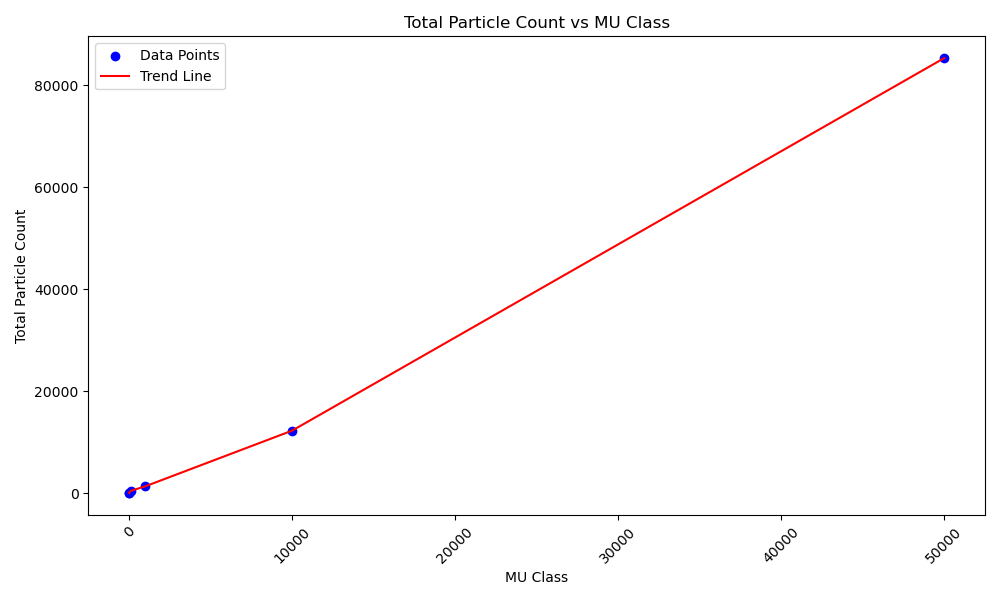 Total Particle Count vs MU Class
Data Points
Trend Line
Total Particle Count
80000
60000
40000
20000
0
0
10000
20000
30000
40000
50000
MU Class